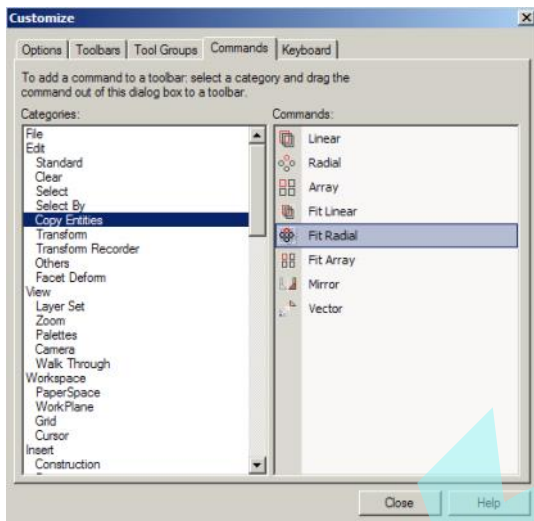 Customize
Options
Toolbars
Tool Groups
Commands
Keyboard
To add a command to a toolbar: select a category and drag the
command out of this dialog box to a toolbar.
Categories:
File
Edit
Standard
Clear
Select
Select By
Copy Entities
Transform
Transform Recorder
Others
Facet Deform
View
Layer Set
Zoom
Palettes
Camera
Walk Through
Workspace
PaperSpace
WorkPlane
Grid
Cursor
Insert
Construction
Commands:
Linear
Radial
Array
Fit Linear
Fit Radial
Fit Array
Mirror
Vector
Close
Help